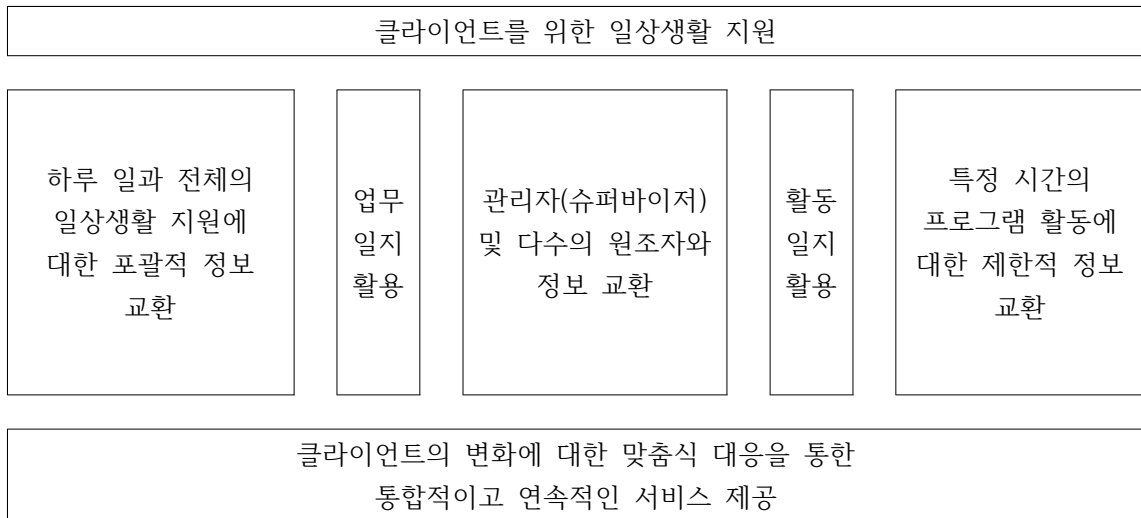 클라이언트를 위한 일상생활 지원
하루 일과 전체의
일상생활 지원에
대한 포괄적 정보
교환
업무
일지
활용
관리자(슈퍼바이저)
및 다수의 원조자와
정보 교환
활동
일지
활용
특정 시간의
프로그램 활동에
대한 제한적 정보
교환
클라이언트의 변화에 대한 맞춤식 대응을 통한
통합적이고 연속적인 서비스 제공